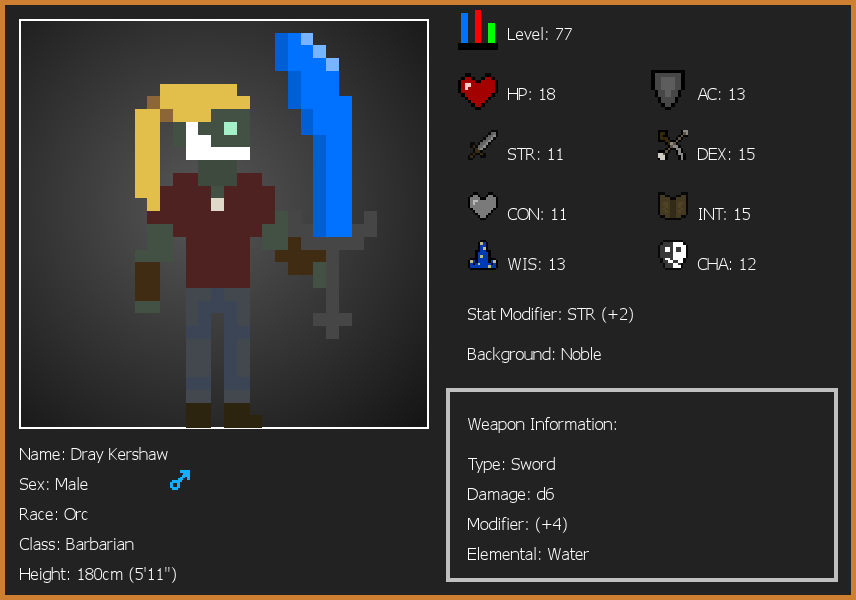 Level: 77
HP: 18
AC: 13
STR: 11
DEX: 15
CON: 11
INT: 15
WIS: 13
CHA: 12
Stat Modifier: STR (+2)
Background: Noble
Weapon Information:
Type: Sword
Damage: d6
Modifier: (+4)
Elemental: Water
Name: Dray Kershaw
Sex: Male
Race: Orc
Class: Barbarian
Height: 180cm (5'11")